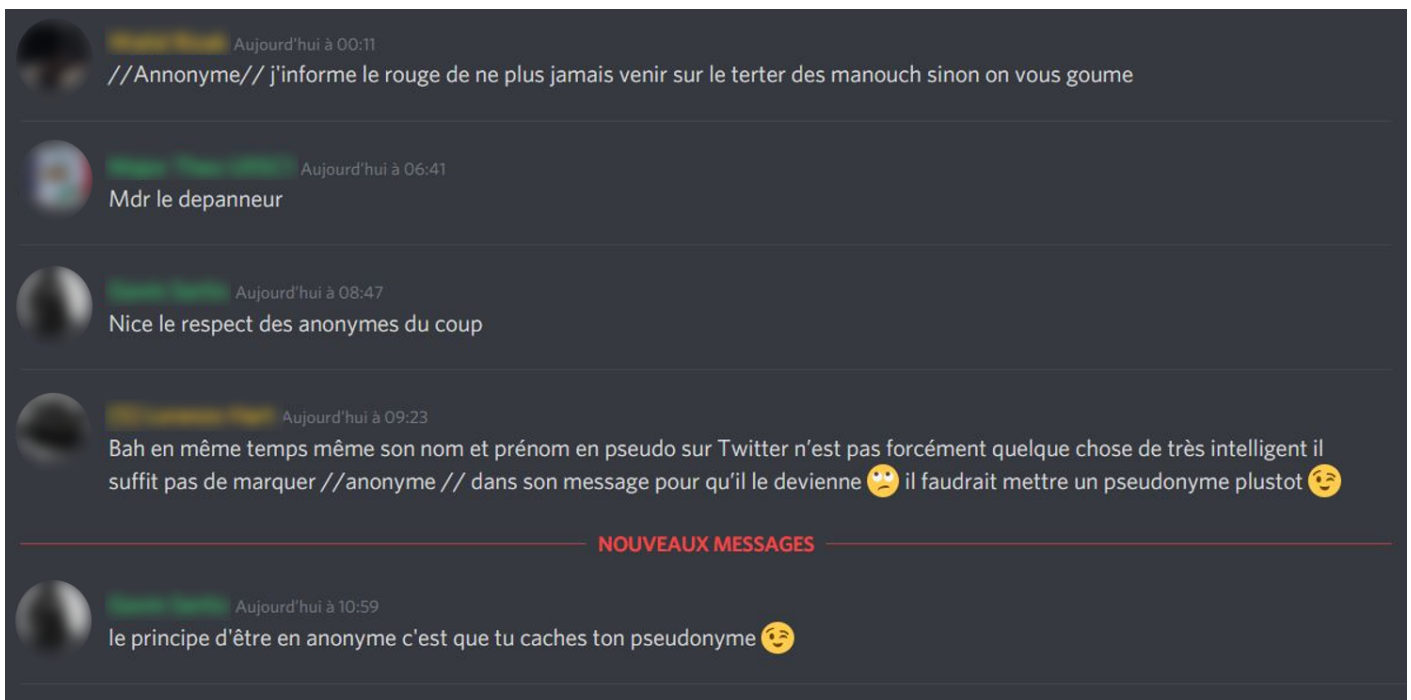 Aujourd'hui à 00:11
//Annonyme// j'informe le rouge de ne plus jamais venir sur le terter des manouch sinon on vous goume
Aujourd'hui à 06:41
Mdr le depanneur
Aujourd'hui à 08:47
Nice le respect des anonymes du coup
Aujourd'hui à 09:23
Bah en même temps même son nom et prénom en pseudo sur Twitter n’est pas forcément quelque chose de très intelligent il
suffit pas de marquer //anonyme // dans son message pour qu’il le devienne 🙄 il faudrait mettre un pseudonyme plustot 😉
NOUVEAUX MESSAGES
Aujourd'hui à 10:59
le principe d'être en anonyme c'est que tu caches ton pseudonyme 😉